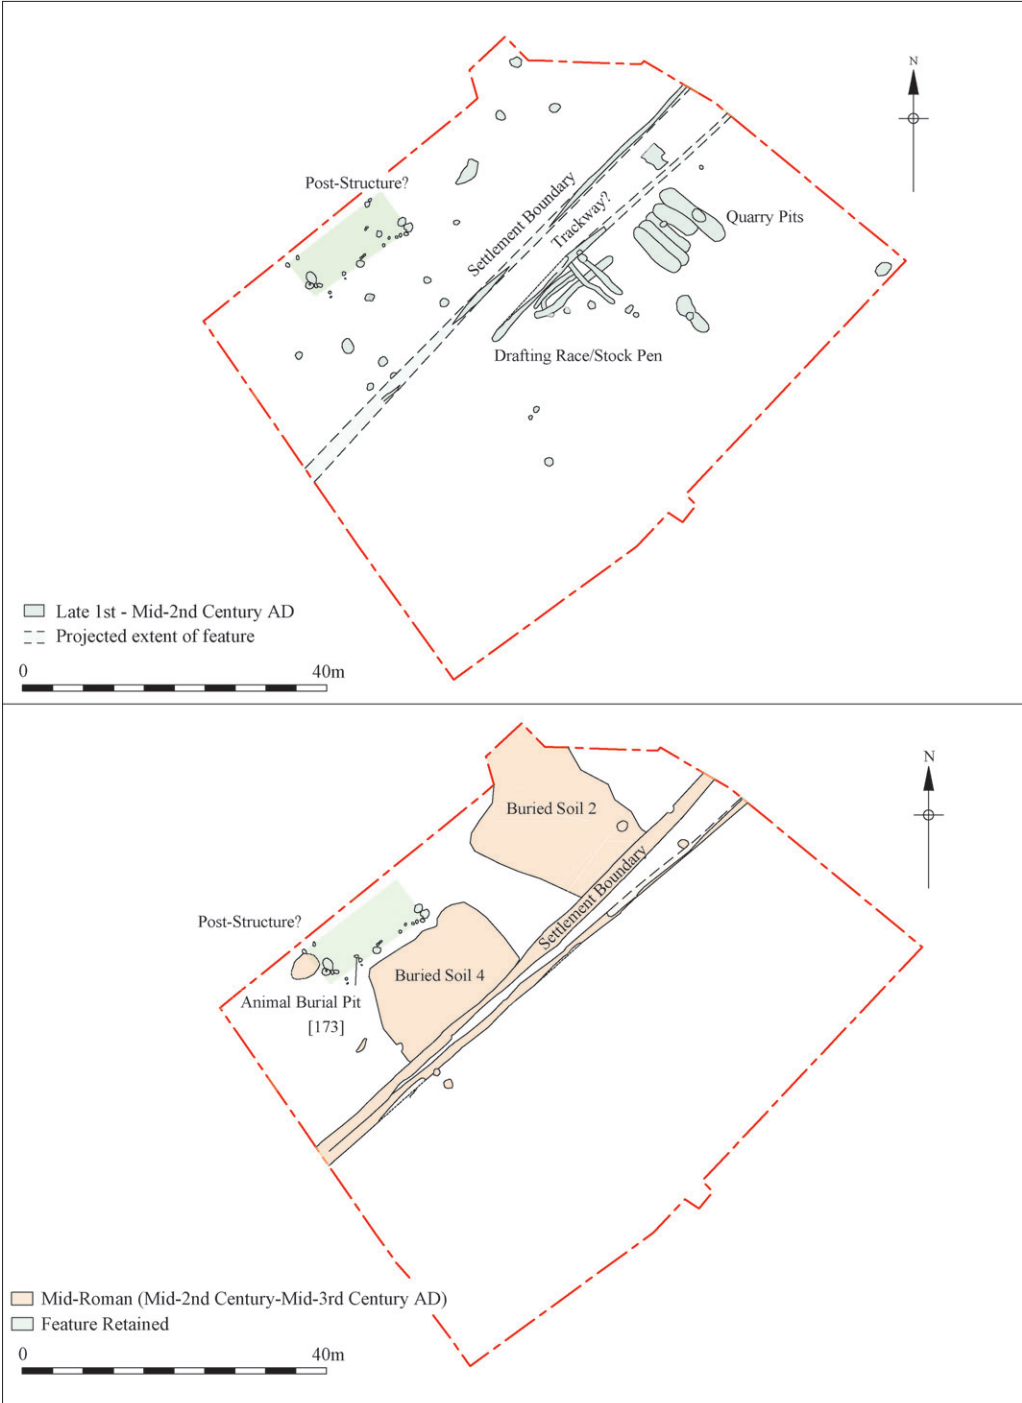 N
Post-Structure?
Settlement Boundary
Trackway?
Quarry Pits
Drafting Race/Stock Pen
Late 1st - Mid-2nd Century AD
Projected extent of feature
0 40m
N
Buried Soil 2
Settlement Boundary
Post-Structure?
Buried Soil 4
Animal Burial Pit
[173]
Mid-Roman (Mid-2nd Century-Mid-3rd Century AD)
Feature Retained
0 40m